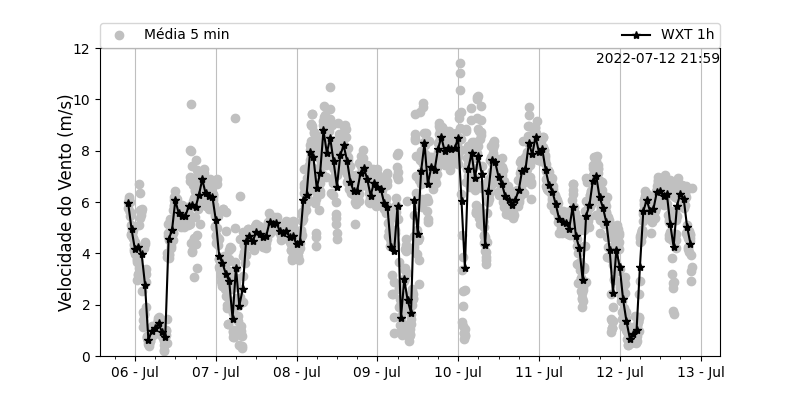 Média 5 min
WXT 1h
2022-07-12 21:59
Velocidade do Vento (m/s)
12
10
8
6
4
2
0
06 - Jul
07 - Jul
08 - Jul
09 - Jul
10 - Jul
11 - Jul
12 - Jul
13 - Jul